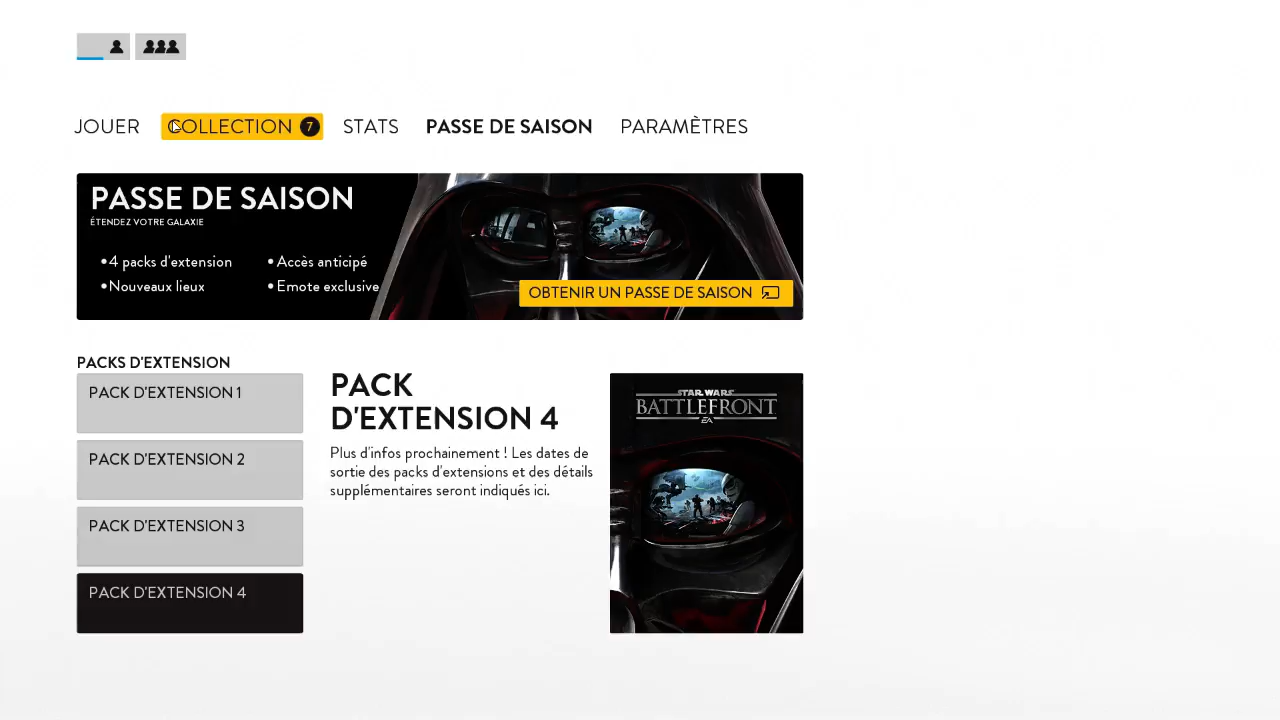 JOUER COLLECTION 7 STATS PASSE DE SAISON PARAMÈTRES
PASSE DE SAISON
ÉTENDEZ VOTRE GALAXIE
•4 packs d'extension •Accès anticipé
•Nouveaux lieux •Emote exclusive
OBTENIR UN PASSE DE SAISON
PACKS D'EXTENSION
PACK D'EXTENSION 1
PACK D'EXTENSION 2
PACK D'EXTENSION 3
PACK D'EXTENSION 4
PACK
D'EXTENSION 4
Plus d'infos prochainement ! Les dates de
sortie des packs d'extensions et des détails
supplémentaires seront indiqués ici.
STAR WARS
BATTLEFRONT
EA